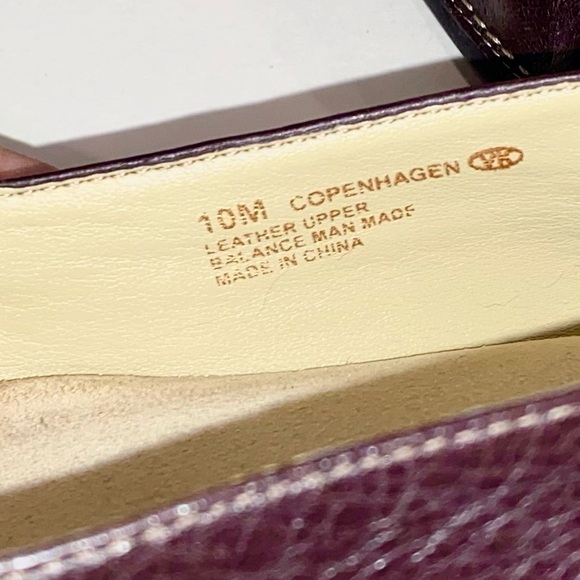 10M COPENHAGEN
LEATHER UPPER
BALANCE MAN MADE
MADE IN CHINA